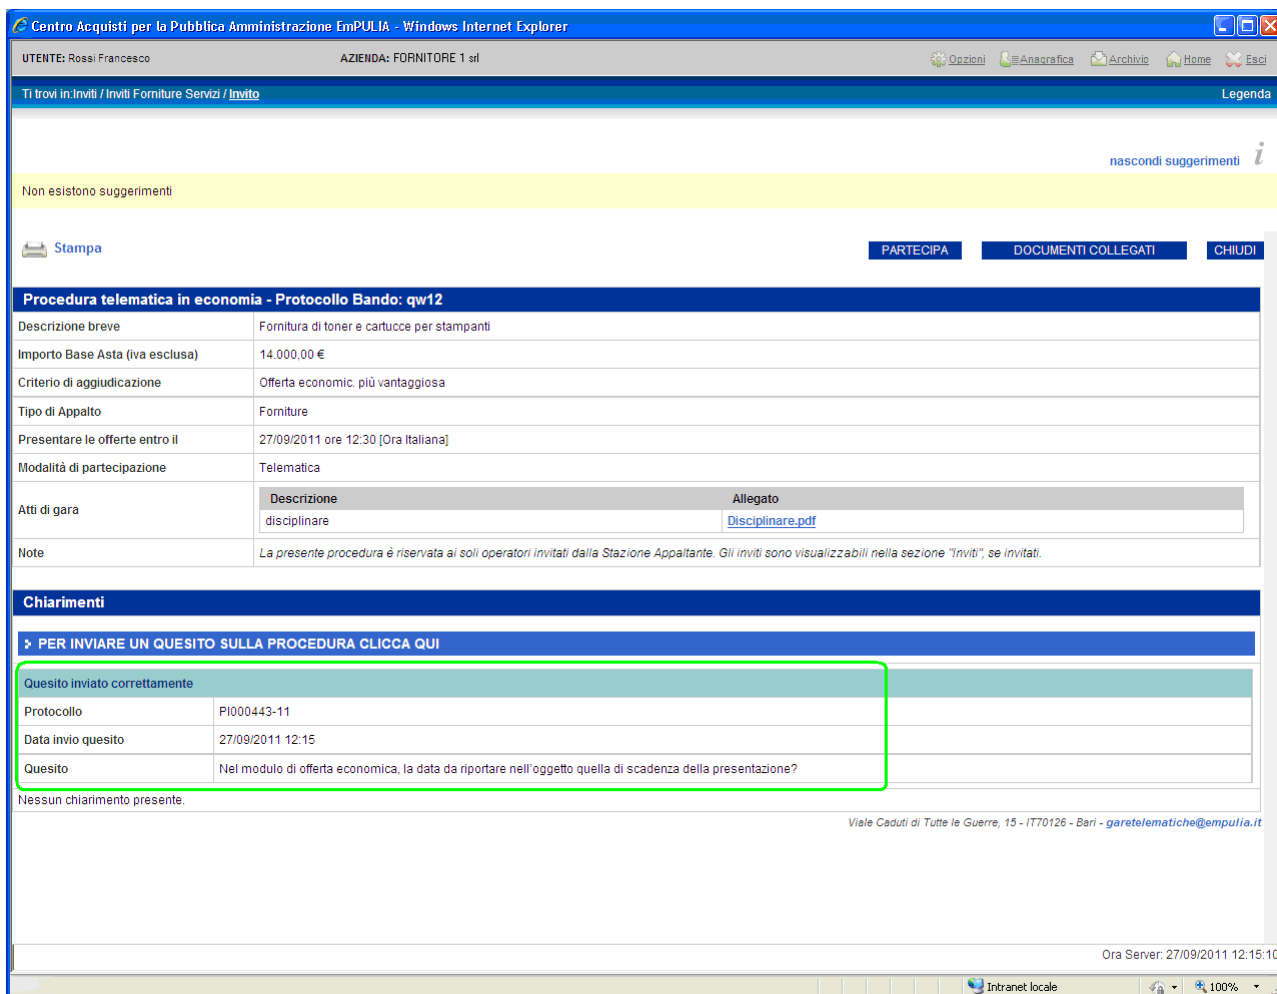 Centro Acquisti per la Pubblica Amministrazione EmPULIA - Windows Internet Explorer
UTENTE: Rossi Francesco AZIENDA: FORNITORE 1 srl Opzioni Anagrafica Archivio Home Esci
Ti trovi in:Inviti / Inviti Forniture Servizi / Invito Legenda
nascondi suggerimenti i
Non esistono suggerimenti
Stampa PARTECIPA DOCUMENTI COLLEGATI CHIUDI
Procedura telematica in economia - Protocollo Bando: qw12
Descrizione breve Fornitura di toner e cartucce per stampanti
Importo Base Asta (iva esclusa) 14.000,00 €
Criterio di aggiudicazione Offerta economic. più vantaggiosa
Tipo di Appalto Forniture
Presentare le offerte entro il 27/09/2011 ore 12:30 [Ora Italiana]
Modalità di partecipazione Telematica
Atti di gara
Descrizione Allegato
disciplinare Disciplinare.pdf
Note La presente procedura è riservata ai soli operatori invitati dalla Stazione Appaltante. Gli inviti sono visualizzabili nella sezione "Inviti", se invitati.
Chiarimenti
PER INVIARE UN QUESITO SULLA PROCEDURA CLICCA QUI
Quesito inviato correttamente
Protocollo PI000443-11
Data invio quesito 27/09/2011 12:15
Quesito Nel modulo di offerta economica, la data da riportare nell'oggetto quella di scadenza della presentazione?
Nessun chiarimento presente.
Viale Caduti di Tutte le Guerre, 15 - IT70126 - Bari - garetelematiche@empulia.it
Ora Server: 27/09/2011 12:15:10
Intranet locale 100%